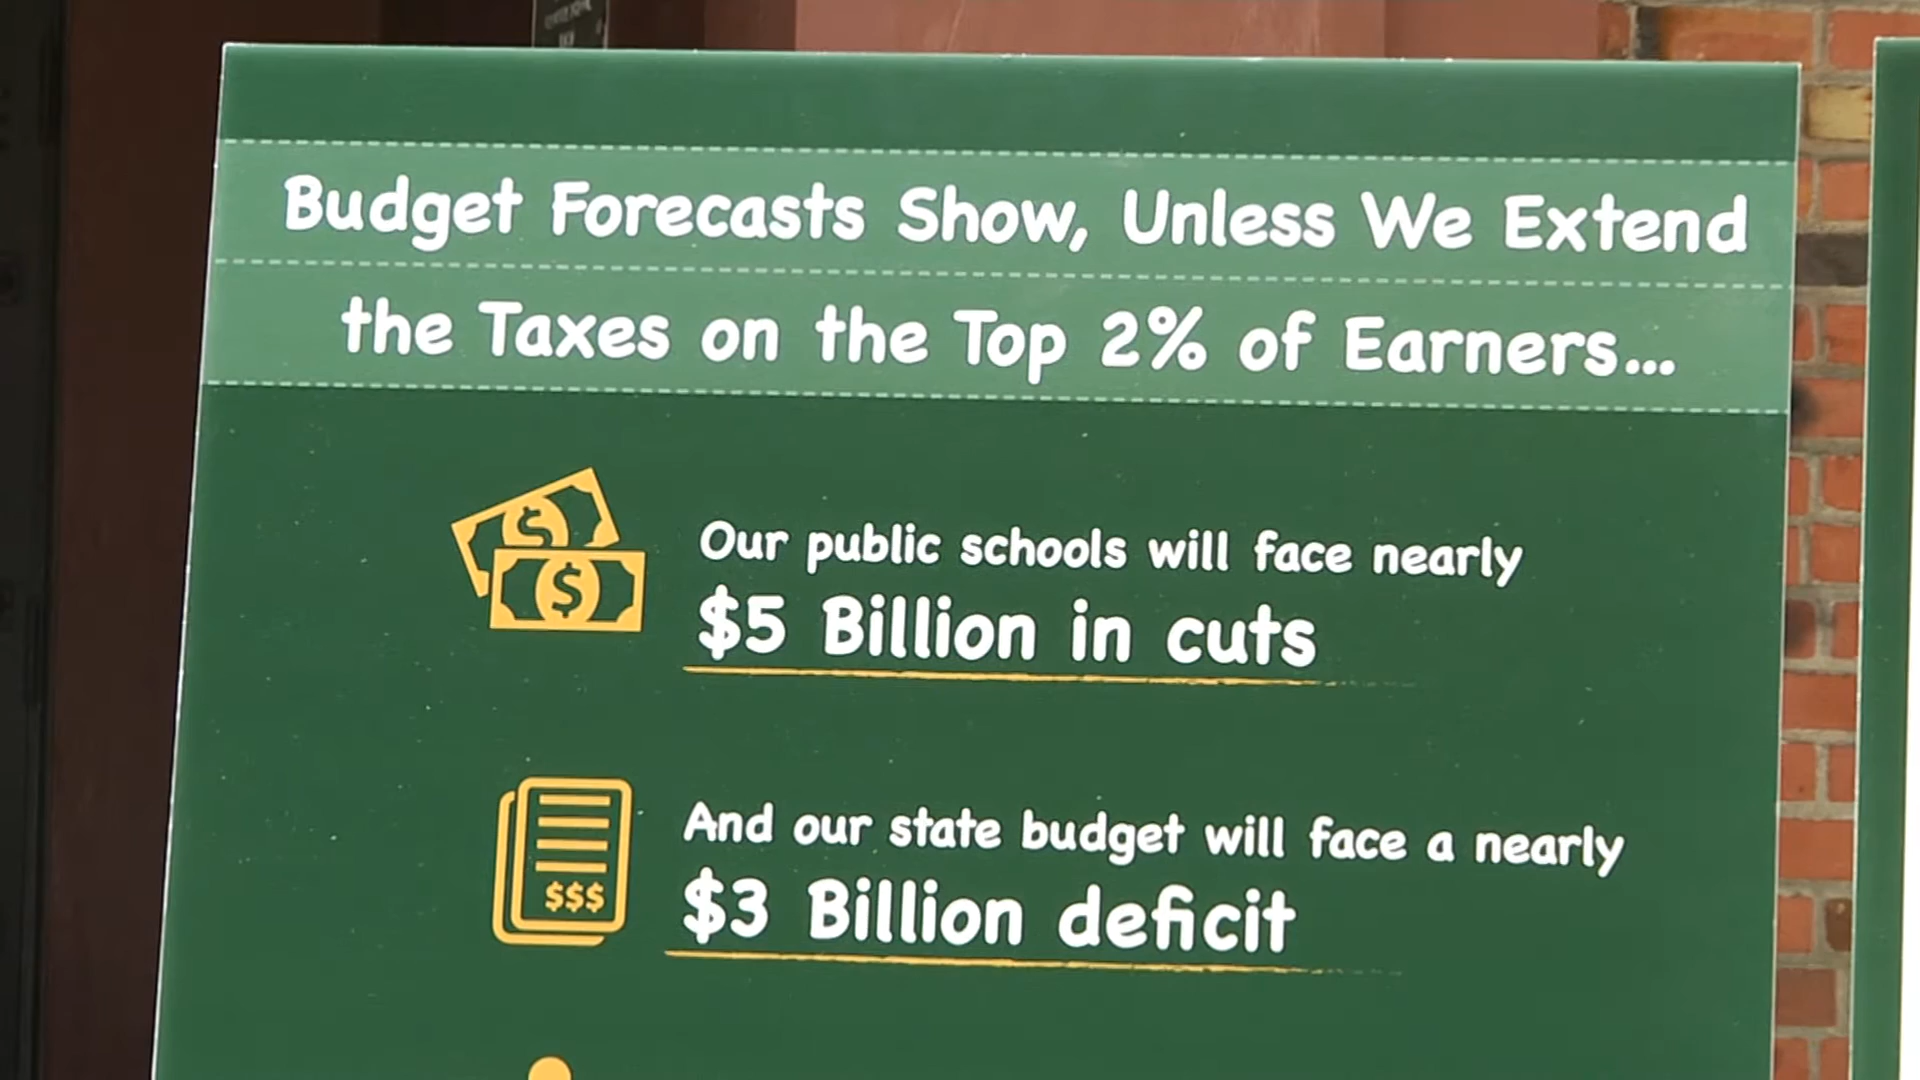 Budget Forecasts Show, Unless We Extend
the Taxes on the Top 2% of Earners...
$
$
Our public schools will face nearly
$5 Billion in cuts
$$$
And our state budget will face a nearly
$3 Billion deficit